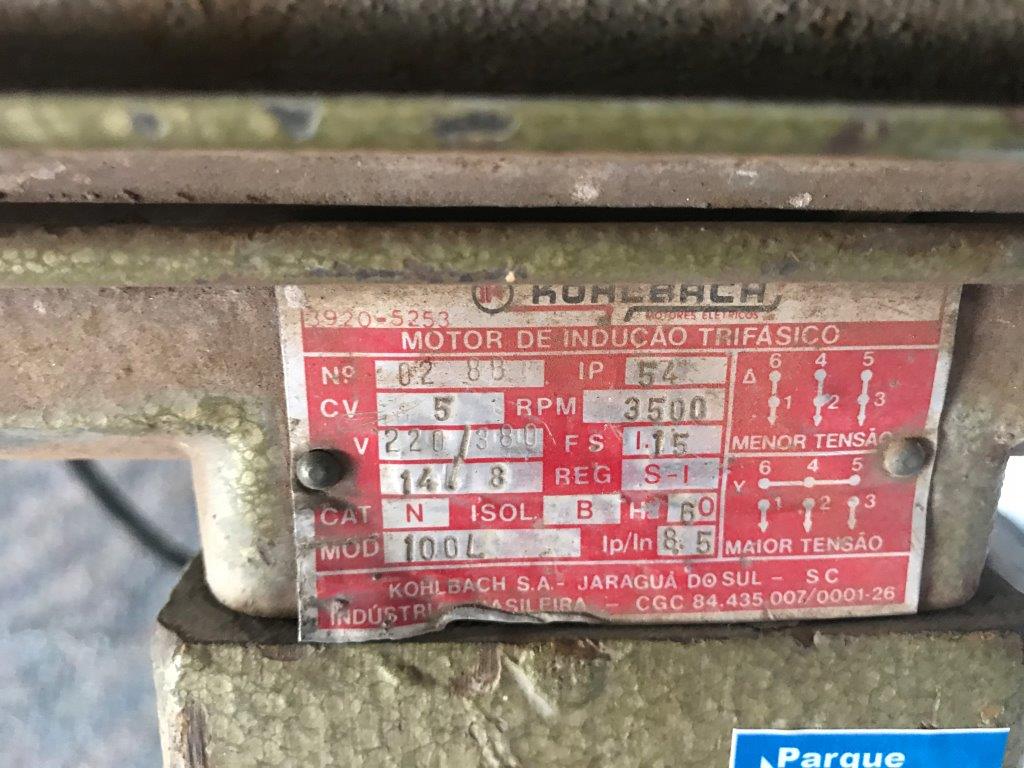 KOHLBACH
MOTORES ELÉTRICOS
3920-5253
MOTOR DE INDUÇÃO TRIFÁSICO
Nº 02 88 IP 54
CV 5 RPM 3500
V 220/380 FS 1.15
14/8 REG S-1
CAT N ISOL. B Hz 60
MOD 100L Ip/In 8.5
6 4 5
Δ
1 2 3
MENOR TENSÃO
6 4 5
Y
1 2 3
MAIOR TENSÃO
KOHLBACH S.A.- JARAGUÁ DO SUL - SC
INDÚSTRIA BRASILEIRA - CGC 84.435.007/0001-26
Parque